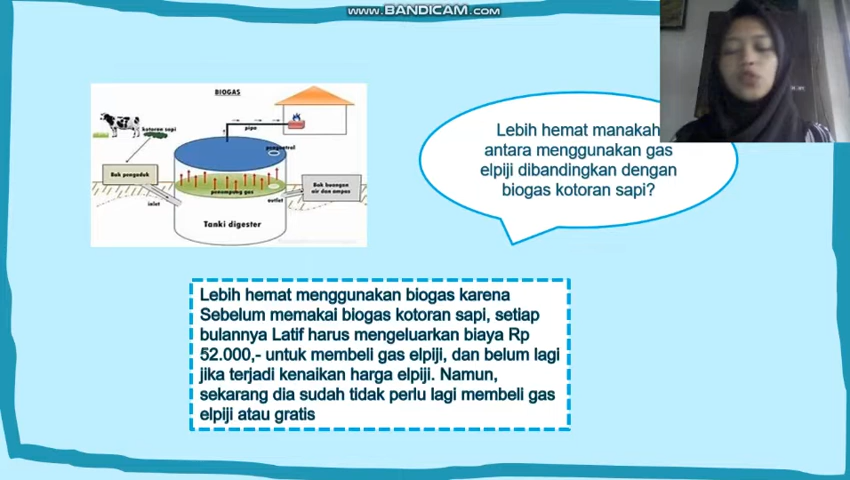 www.BANDICAM.com
BIOGAS
kotoran sapi
pipa
pengontrol
Bak pengaduk
penampung gas
Bak buangan
air dan ampas
inlet
outlet
Tanki digester
Lebih hemat manakah
antara menggunakan gas
elpiji dibandingkan dengan
biogas kotoran sapi?
Lebih hemat menggunakan biogas karena
Sebelum memakai biogas kotoran sapi, setiap
bulannya Latif harus mengeluarkan biaya Rp
52.000,- untuk membeli gas elpiji, dan belum lagi
jika terjadi kenaikan harga elpiji. Namun,
sekarang dia sudah tidak perlu lagi membeli gas
elpiji atau gratis